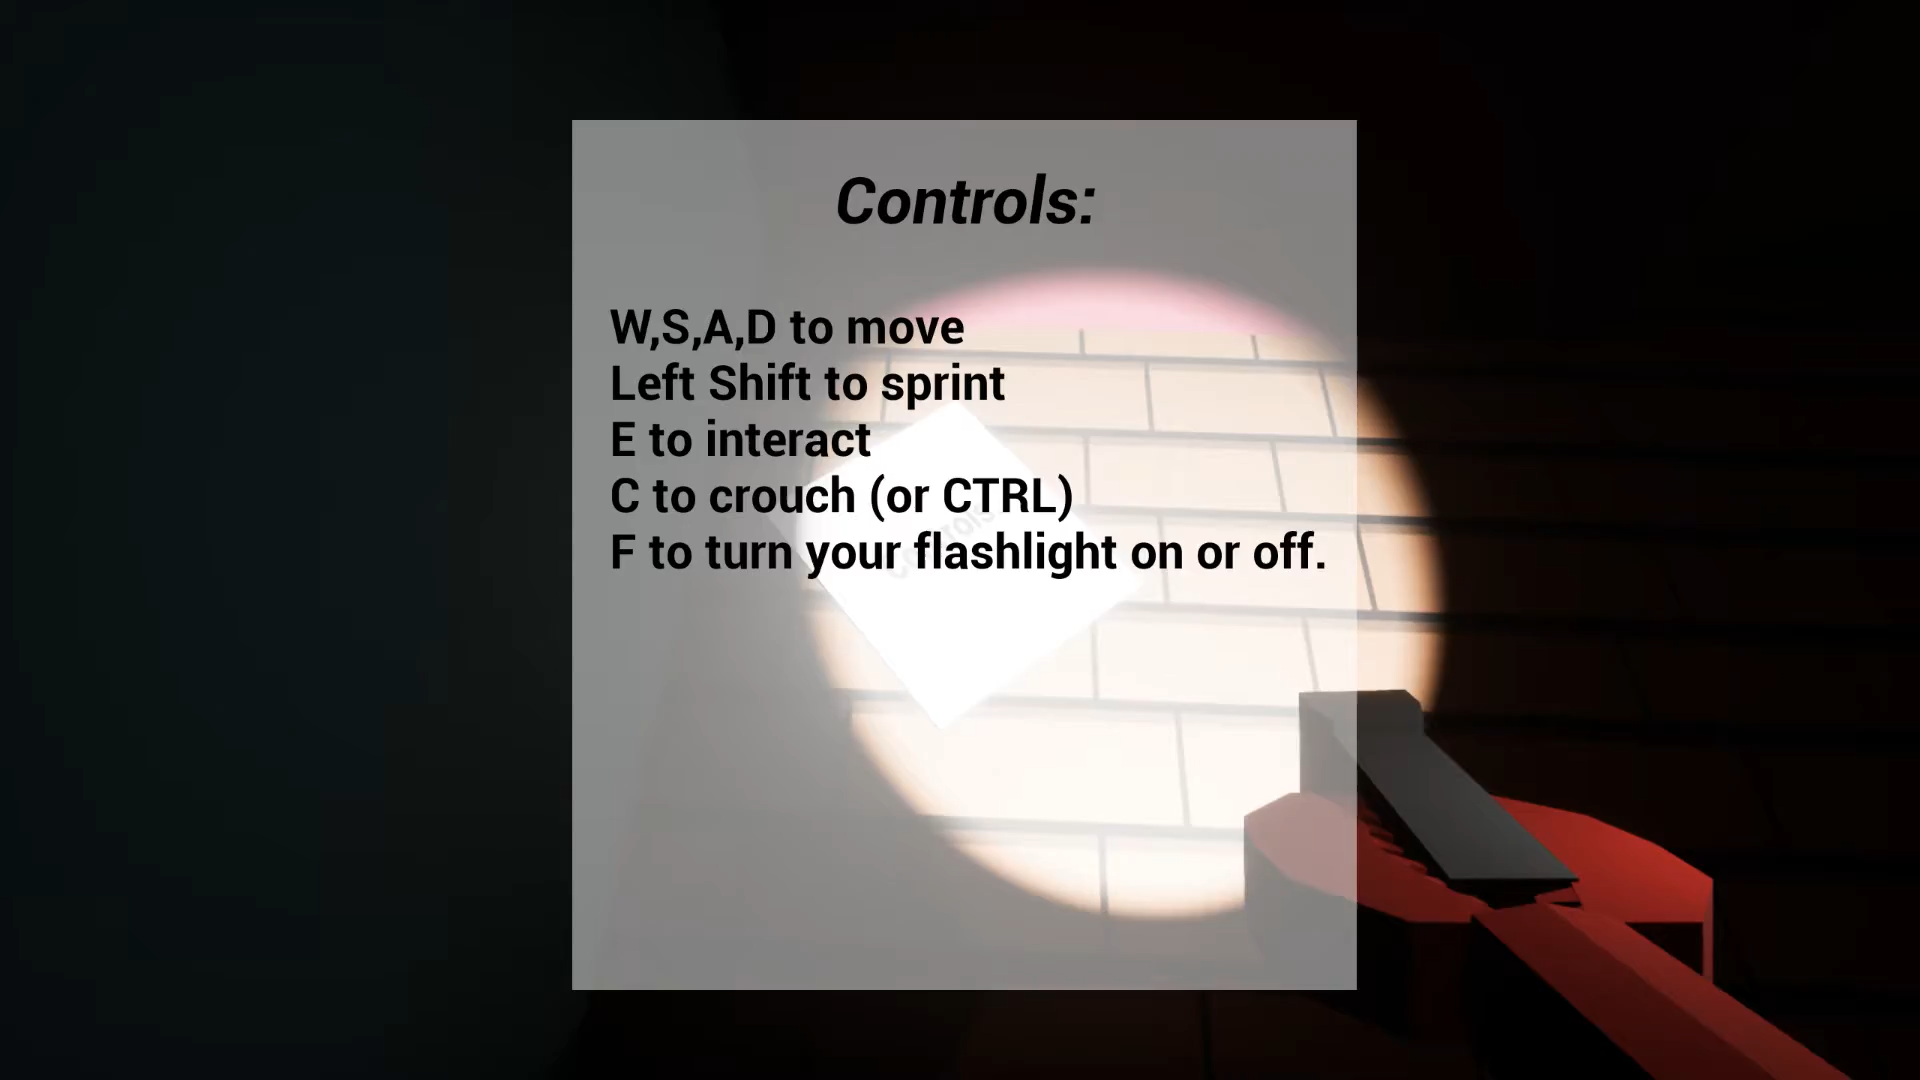 Controls:
W,S,A,D to move
Left Shift to sprint
E to interact
C to crouch (or CTRL)
F to turn your flashlight on or off.